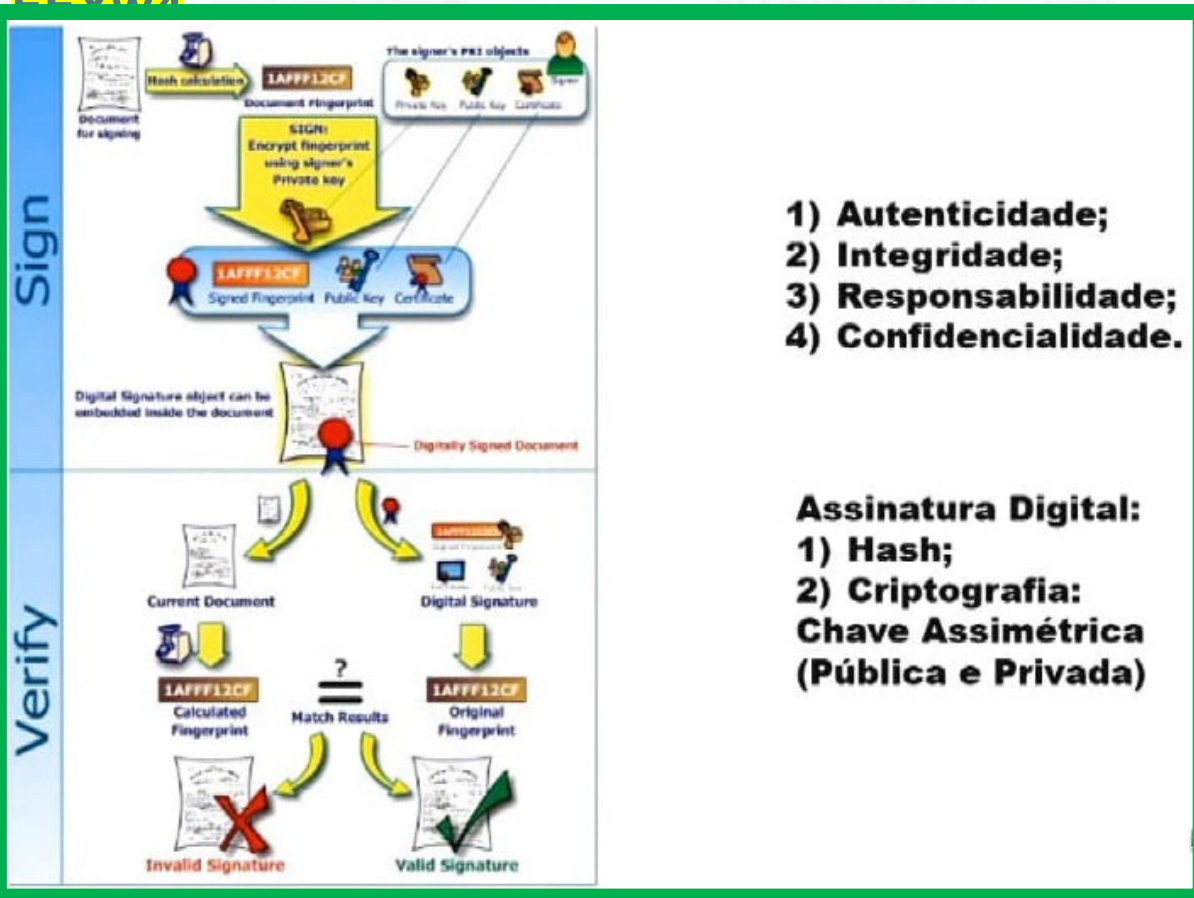 Sign
Document
for signing
Hash calculation
1AFFF12CF
Document Fingerprint
The signer's PKI objects
Private Key
Public Key
Certificate
Signer
SIGN:
Encrypt fingerprint
using signer's
Private key
1AFFF12CF
Signed Fingerprint
Public Key
Certificate
Digital Signature object can be
embedded inside the document
Digitally Signed Document
Verify
Current Document
Digital Signature
1AFFF12CF
Calculated
Fingerprint
?
Match Results
1AFFF12CF
Original
Fingerprint
Invalid Signature
Valid Signature
1) Autenticidade;
2) Integridade;
3) Responsabilidade;
4) Confidencialidade.
Assinatura Digital:
1) Hash;
2) Criptografia:
Chave Assimétrica
(Pública e Privada)